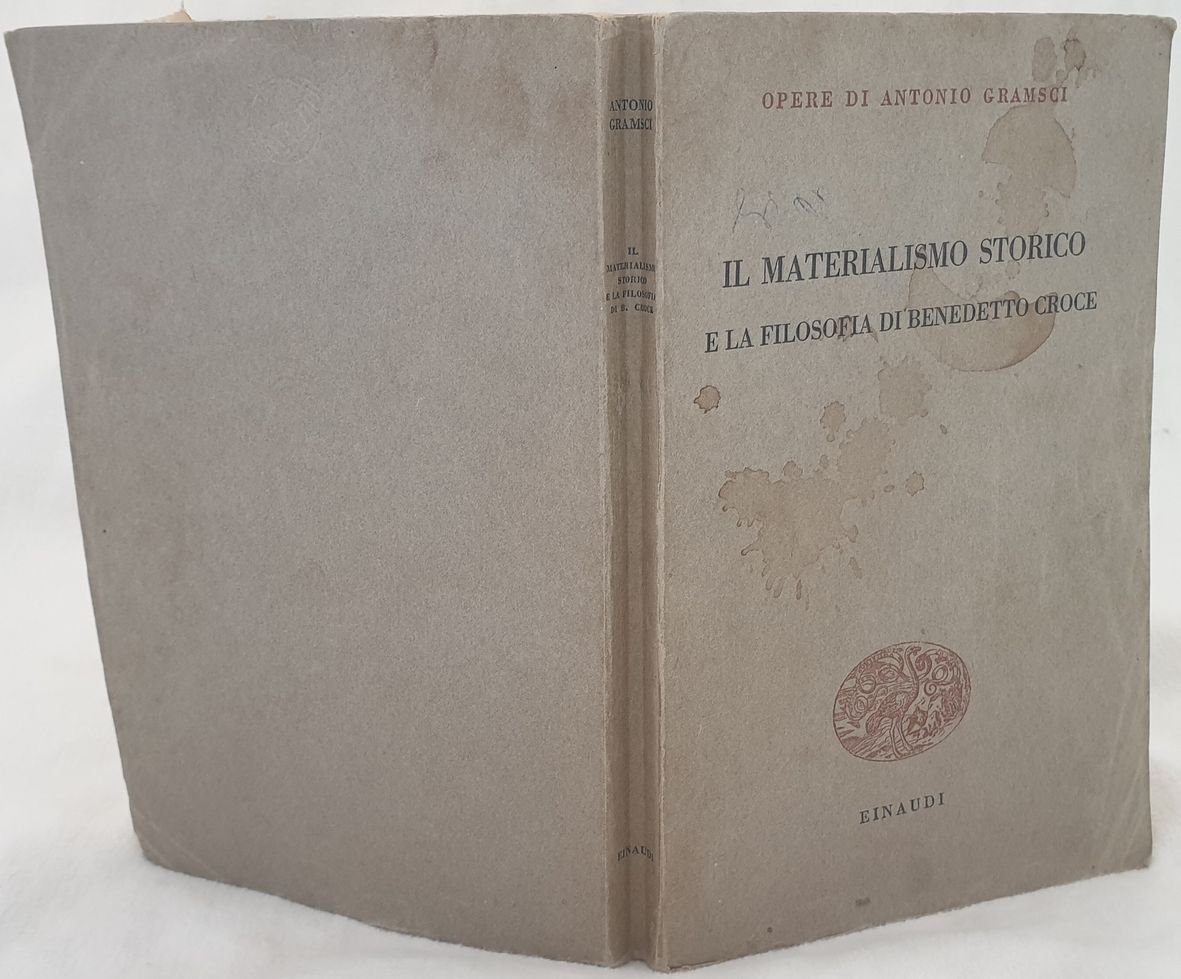 ANTONIO
GRAMSCI
IL
MATERIALISMO
STORICO
E LA FILOSOFIA
DI B. CROCE
EINAUDI
OPERE DI ANTONIO GRAMSCI
IL MATERIALISMO STORICO
E LA FILOSOFIA DI BENEDETTO CROCE
EINAUDI